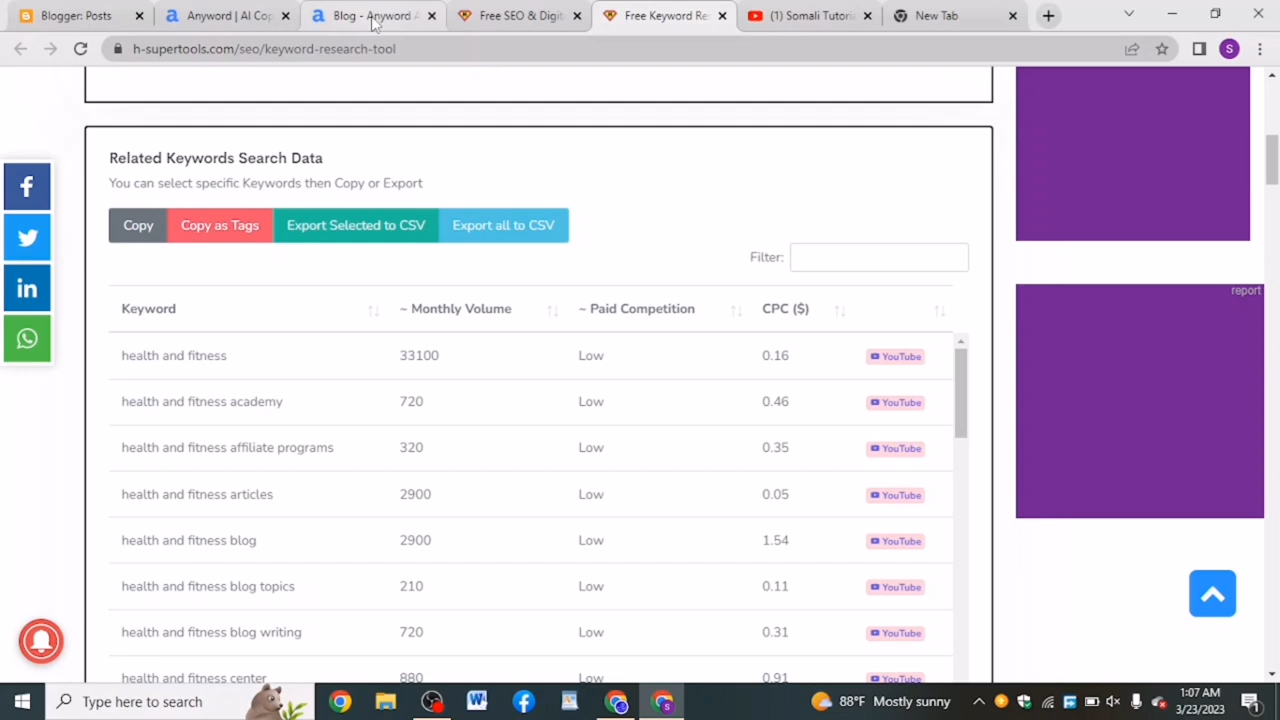 Blogger: Posts
Anyword | AI Cop
Blog - Anyword A
Free SEO & Digit
Free Keyword Re
(1) Somali Tutoria
New Tab
h-supertools.com/seo/keyword-research-tool
S
report
Related Keywords Search Data
You can select specific Keywords then Copy or Export
Copy Copy as Tags Export Selected to CSV Export all to CSV
Filter:
Keyword ~ Monthly Volume ~ Paid Competition CPC ($)
health and fitness 33100 Low 0.16 YouTube
health and fitness academy 720 Low 0.46 YouTube
health and fitness affiliate programs 320 Low 0.35 YouTube
health and fitness articles 2900 Low 0.05 YouTube
health and fitness blog 2900 Low 1.54 YouTube
health and fitness blog topics 210 Low 0.11 YouTube
health and fitness blog writing 720 Low 0.31 YouTube
health and fitness center 880 Low 0.91 YouTube
Type here to search
88°F Mostly sunny
1:07 AM
3/23/2023
1